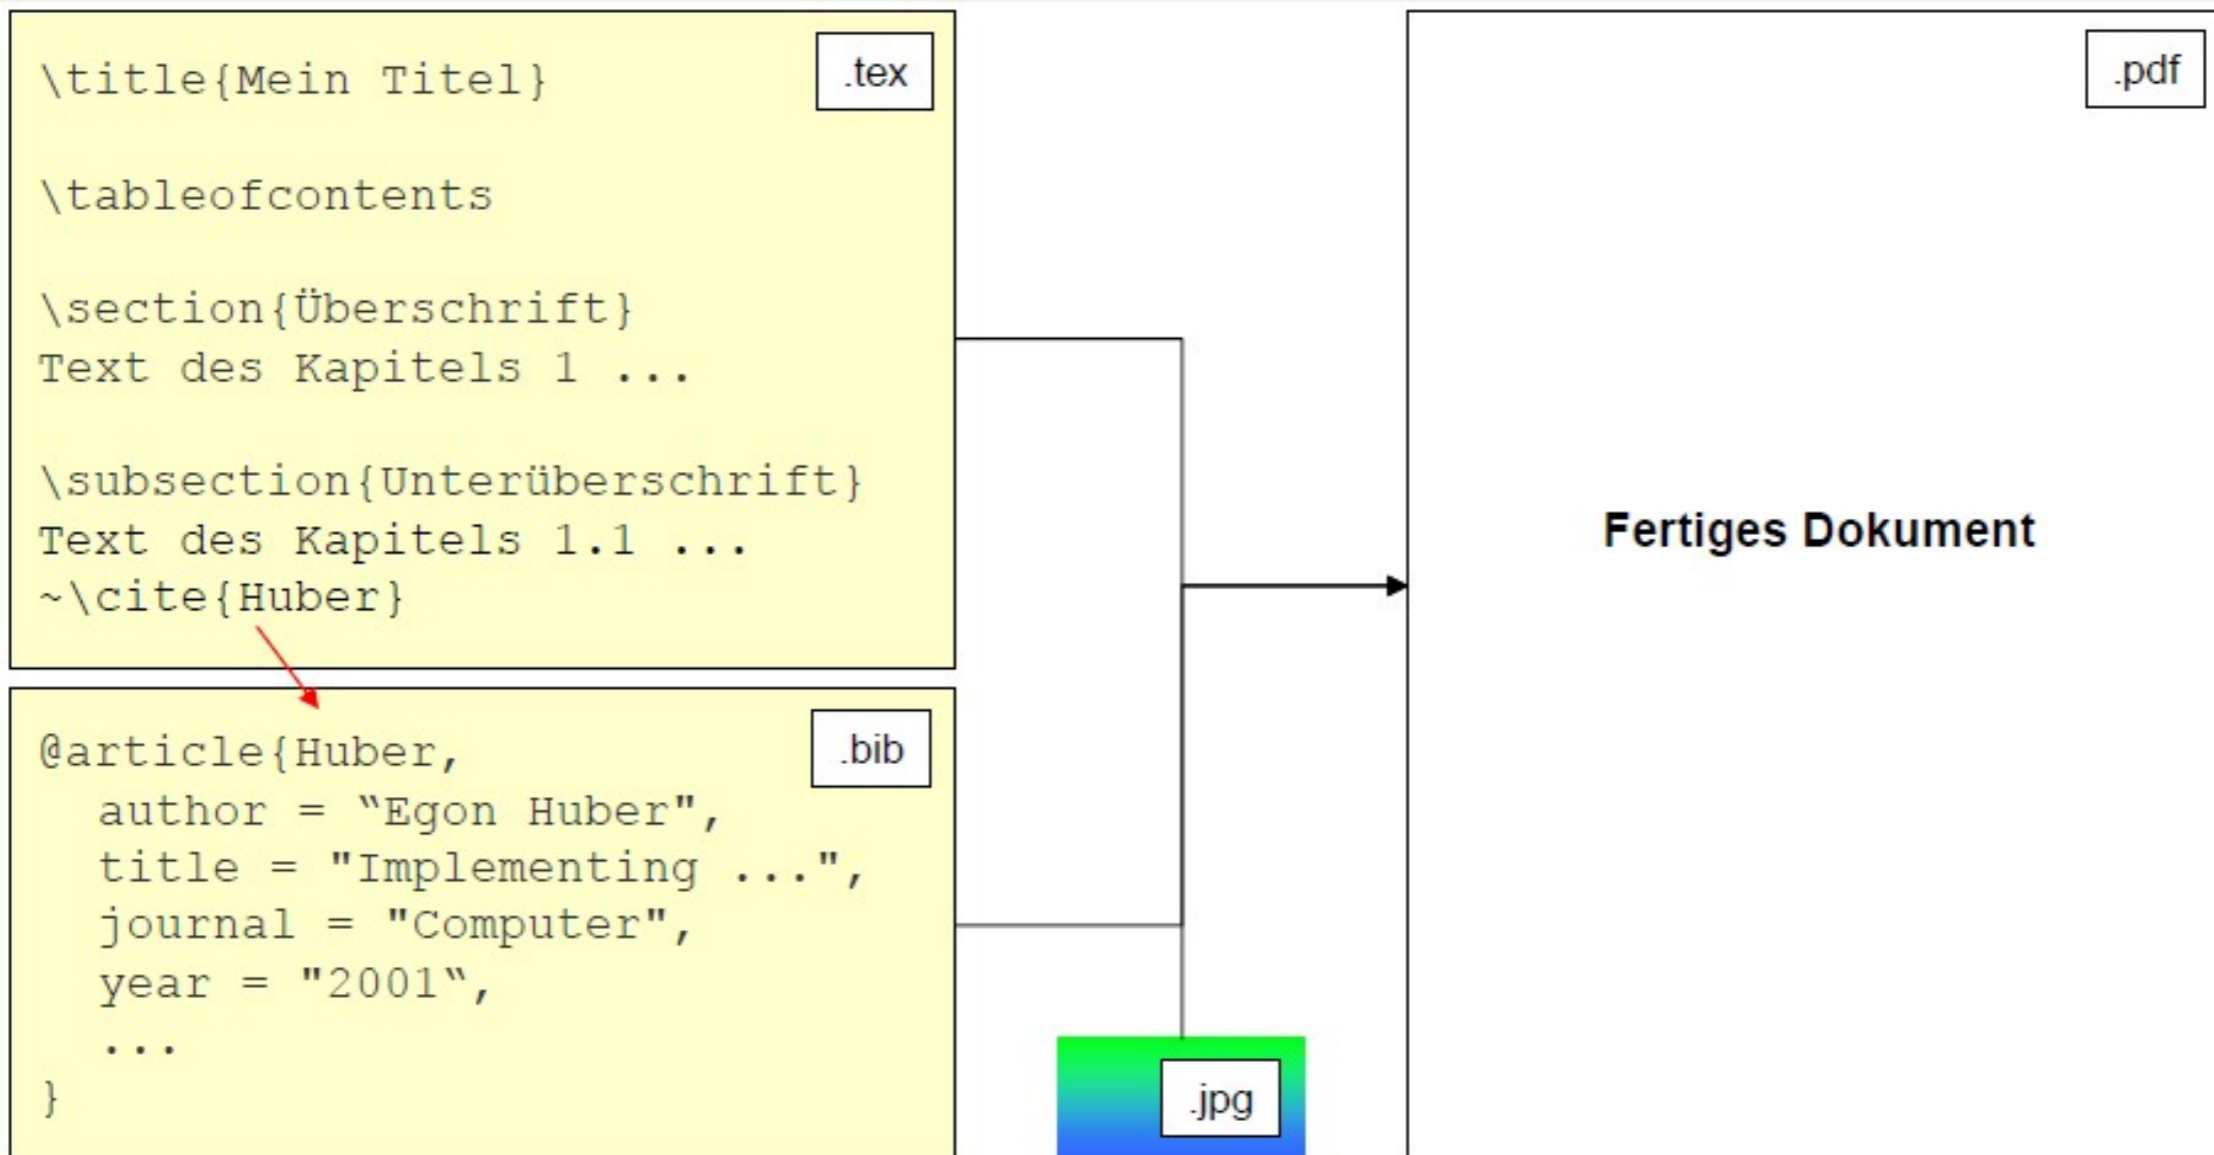 \title{Mein Titel}
.tex
\tableofcontents
\section{Überschrift}
Text des Kapitels 1 ...
\subsection{Unterüberschrift}
Text des Kapitels 1.1 ...
~\cite{Huber}
@article{Huber,
.bib
author = “Egon Huber",
title = "Implementing ...",
journal = "Computer",
year = "2001“,
...
}
.jpg
.pdf
Fertiges Dokument